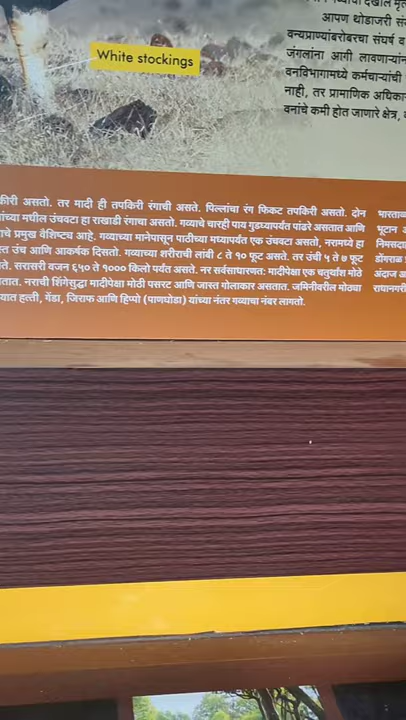 White stockings
आपण थोडाजरी
वन्यप्राण्यांबरोबरचा संघर्ष व
जंगलांना आगी लावणाऱ्यां
वनविभागामध्ये कर्मचाऱ्यांची
नाही, तर प्रामाणिक अधिका
वनांचे कमी होत जाणारे क्षेत्र,
असतो. तर मादी ही तपकिरी रंगाची असते. पिल्लांचा रंग फिकट तपकिरी असतो. दोन
मधील उंचवटा हा राखाडी रंगाचा असतो. गव्याचे चारही पाय गुडघ्यापर्यंत पांढरे असतात आणि
प्रमुख वैशिष्ट्य आहे. गव्याच्या मानेपासून पाठीच्या मध्यापर्यंत एक उंचवटा असतो, नरामध्ये हा
उंच आणि आकर्षक दिसतो. गव्याच्या शरीराची लांबी ८ ते १० फूट असते. तर उंची ५ ते ७ फूट
सरासरी वजन ६५० ते १००० किलो पर्यंत असते. नर सर्वसाधारणतः मादीपेक्षा एक चतुर्थांश मोठे
नराची शिंगेसुद्धा मादीपेक्षा मोठी पसरट आणि जास्त गोलाकार असतात. जमिनीवरील मोठ्या
हत्ती, गेंडा, जिराफ आणि हिप्पो (पाणघोडा) यांच्या नंतर गव्याचा नंबर लागतो.
भूटान
अंदाज